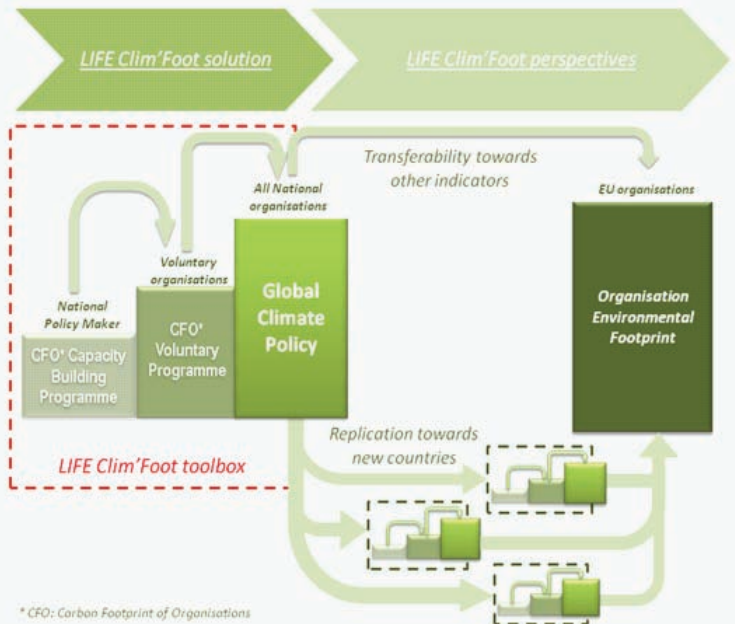 LIFE Clim'Foot solution
LIFE Clim'Foot perspectives
Transferability towards
other indicators
All National
organisations
EU organisations
Voluntary
organisations
National
Policy Maker
Global
Climate
Policy
Organisation
Environmental
Footprint
CFO* Voluntary
Programme
CFO* Capacity
Building
Programme
Replication towards
new countries
LIFE Clim'Foot toolbox
* CFO: Carbon Footprint of Organisations